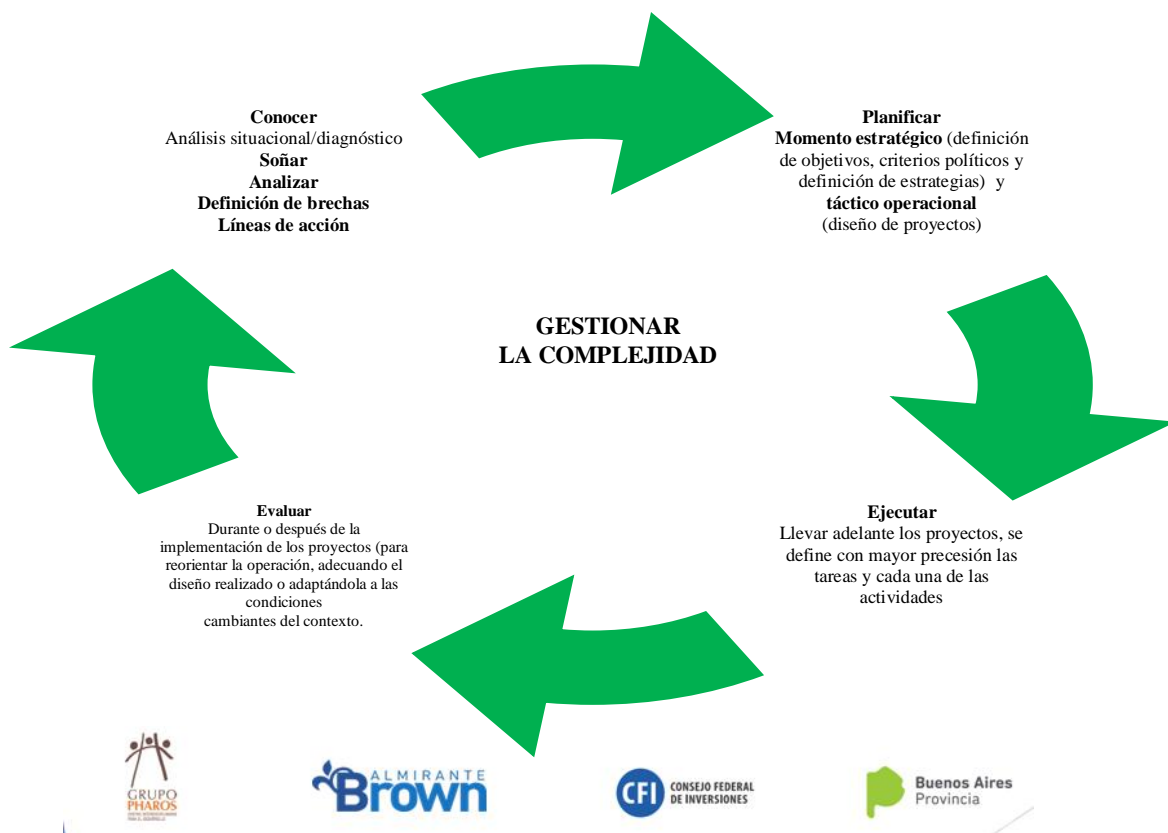 Conocer
Análisis situacional/diagnóstico
Soñar
Analizar
Definición de brechas
Líneas de acción
Planificar
Momento estratégico (definición
de objetivos, criterios políticos y
definición de estrategias) y
táctico operacional
(diseño de proyectos)
GESTIONAR
LA COMPLEJIDAD
Evaluar
Durante o después de la
implementación de los proyectos (para
reorientar la operación, adecuando el
diseño realizado o adaptándola a las
condiciones
cambiantes del contexto.
Ejecutar
Llevar adelante los proyectos, se
define con mayor precesión las
tareas y cada una de las
actividades
GRUPO
PHAROS
ALMIRANTE
Brown
CFI
CONSEJO FEDERAL
DE INVERSIONES
Buenos Aires
Provincia